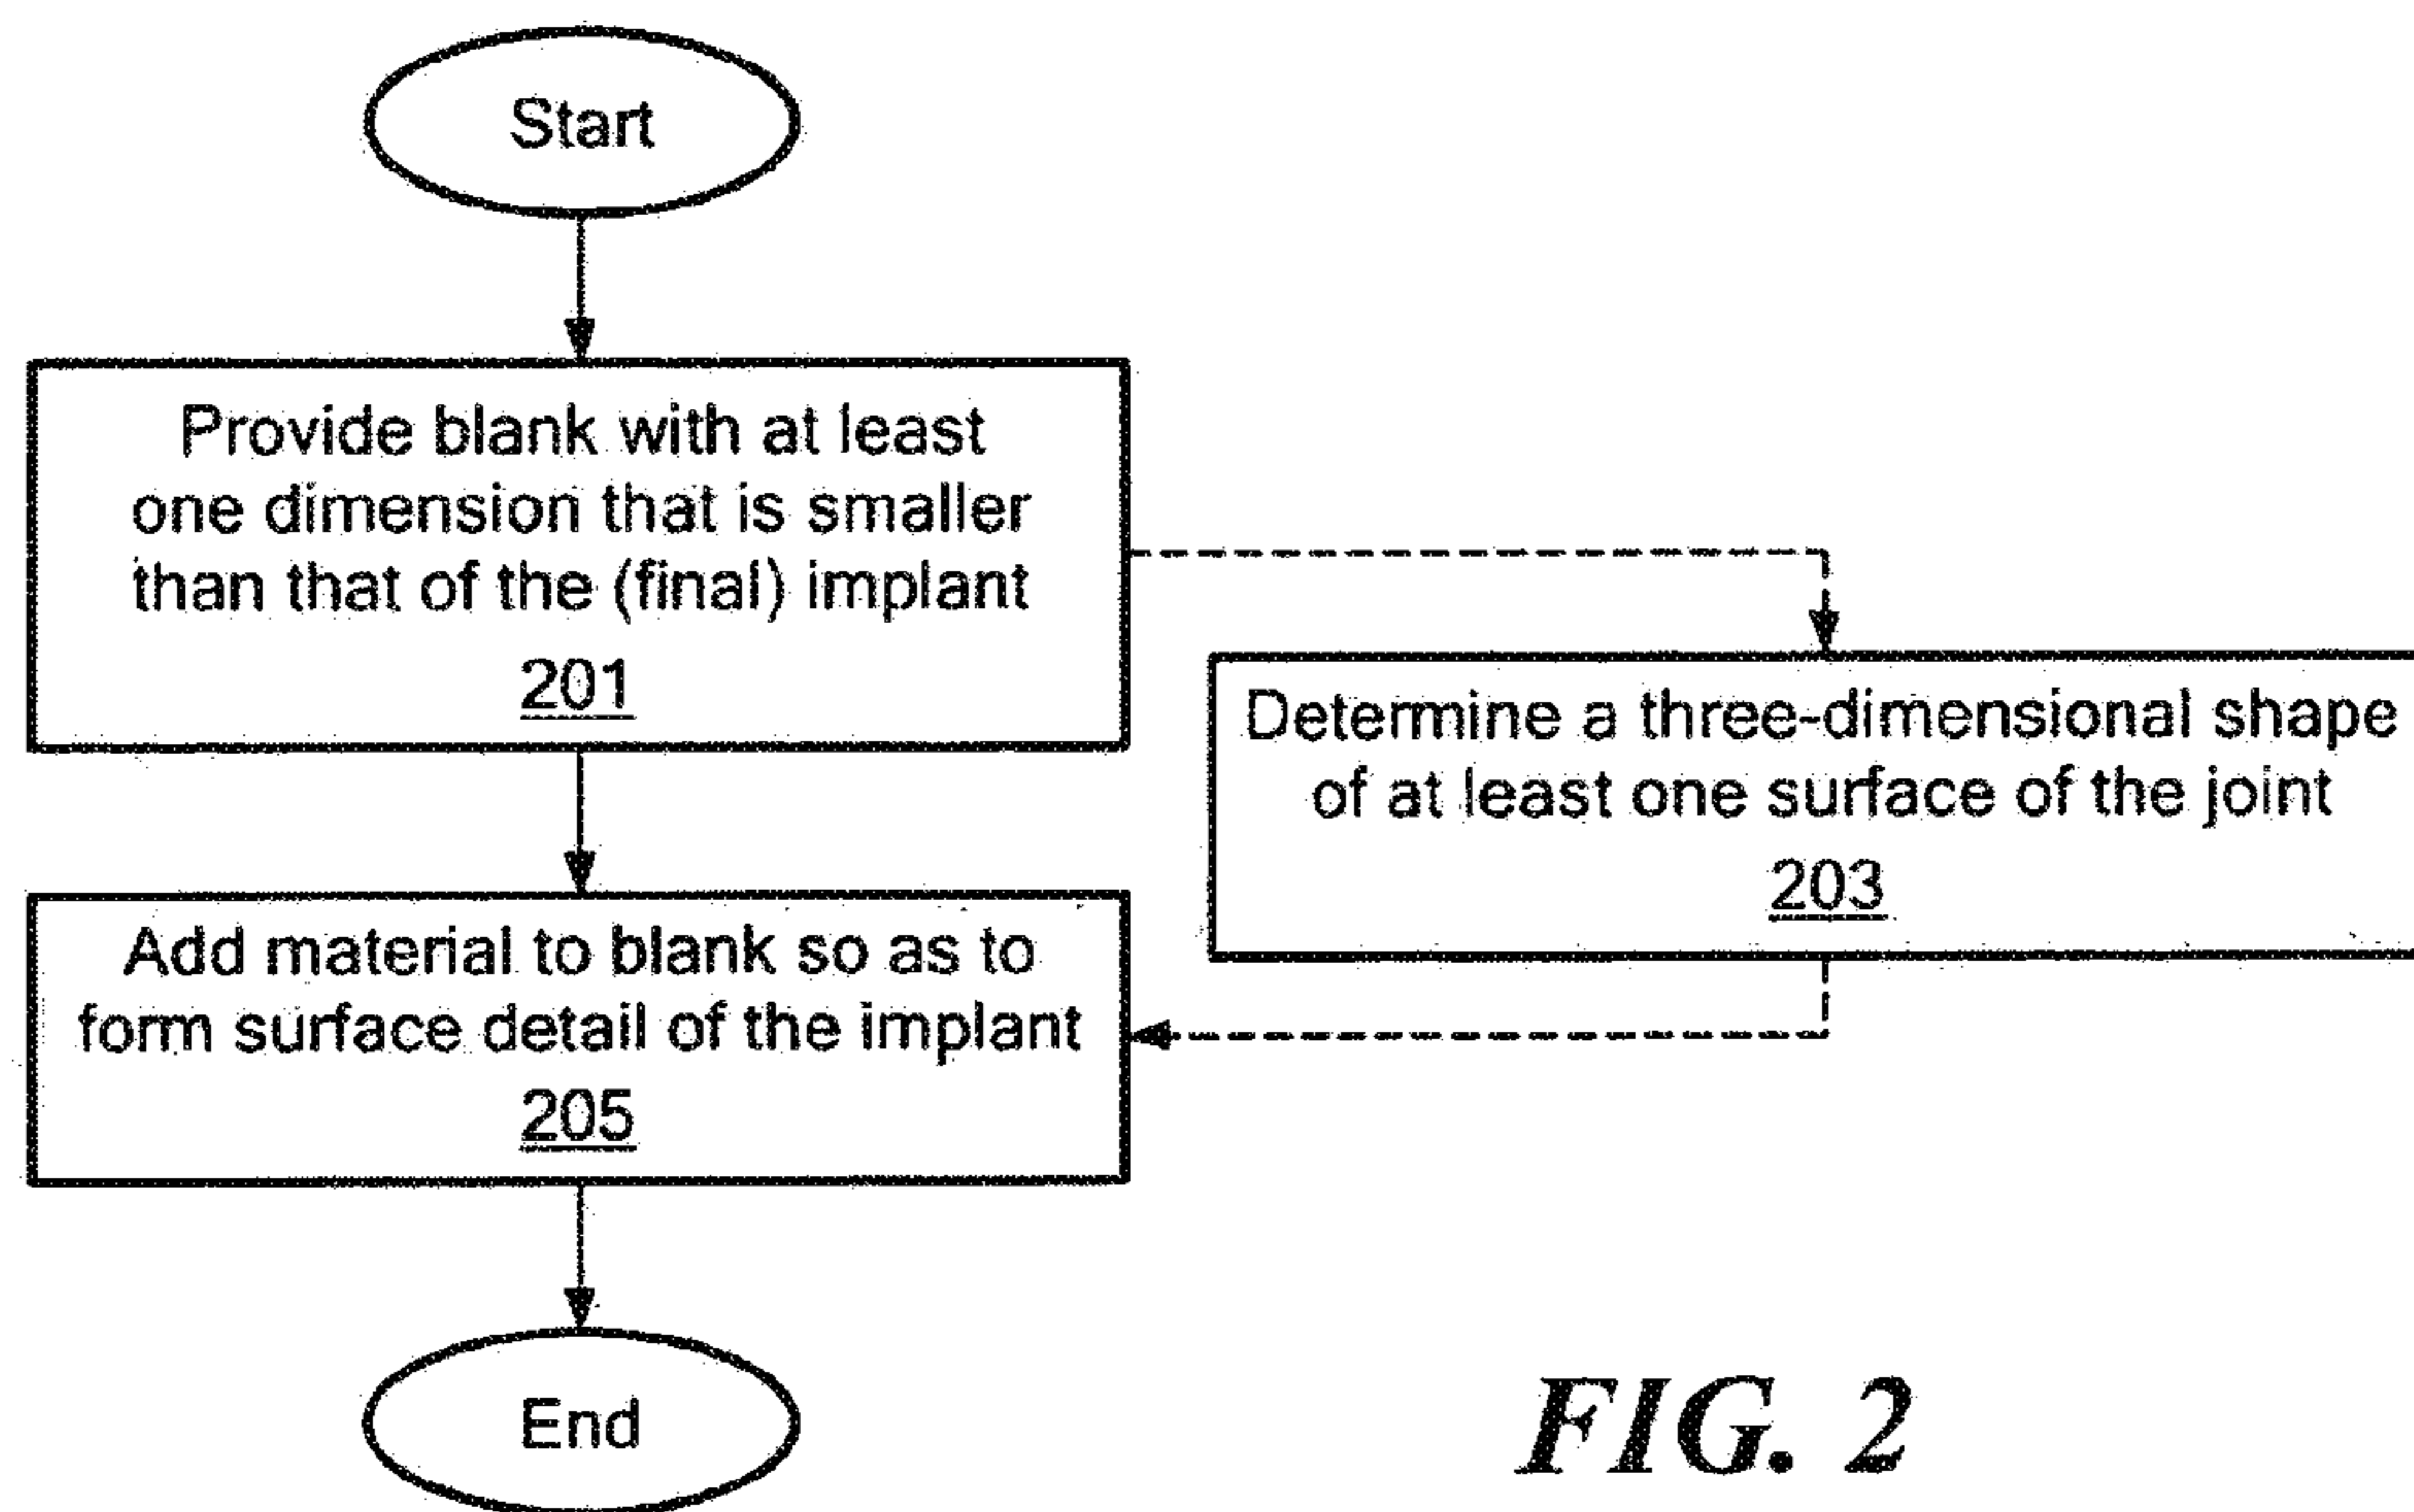 Start
Provide blank with at least
one dimension that is smaller
than that of the (final) implant
201
Determine a three-dimensional shape
of at least one surface of the joint
203
Add material to blank so as to
form surface detail of the implant
205
End
FIG. 2